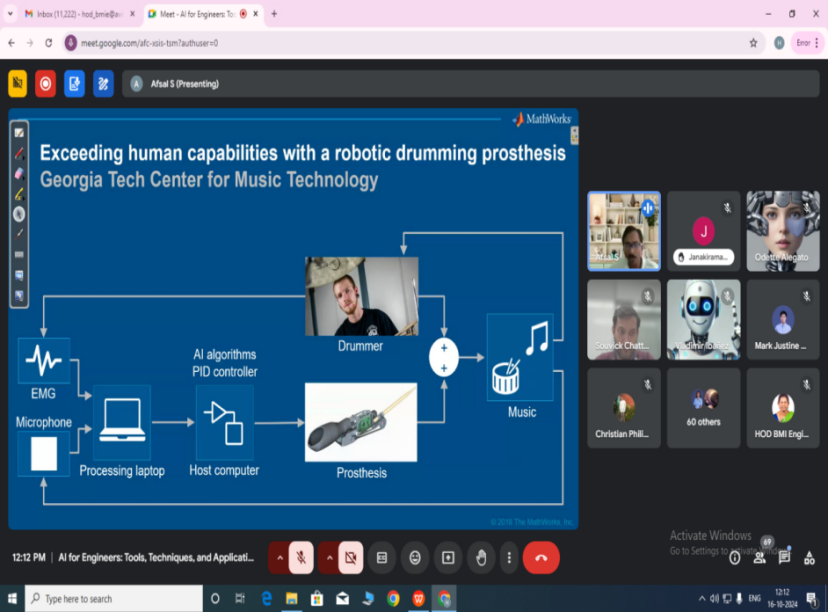 Inbox (11,222) - hod_bmie@av
Meet - AI for Engineers: Too
meet.google.com/afc-xsis-tsm?authuser=0
Error
A
Afsal S (Presenting)
MathWorks
Exceeding human capabilities with a robotic drumming prosthesis
Georgia Tech Center for Music Technology
Drummer
AI algorithms
PID controller
EMG
Microphone
Processing laptop
Host computer
Prosthesis
+
+
Music
© 2018 The MathWorks, Inc.
Afsal S
J
Janakirama...
Odette Alegato
Souvick Chatt...
Vladimir Ibanez
Mark Justine ...
Christian Phili...
60 others
HOD BMI Engi...
Activate Windows
Go to Settings to activate Windows.
69
12:12 PM
AI for Engineers: Tools, Techniques, and Applicati...
Type here to search
ENG
12:12
16-10-2024